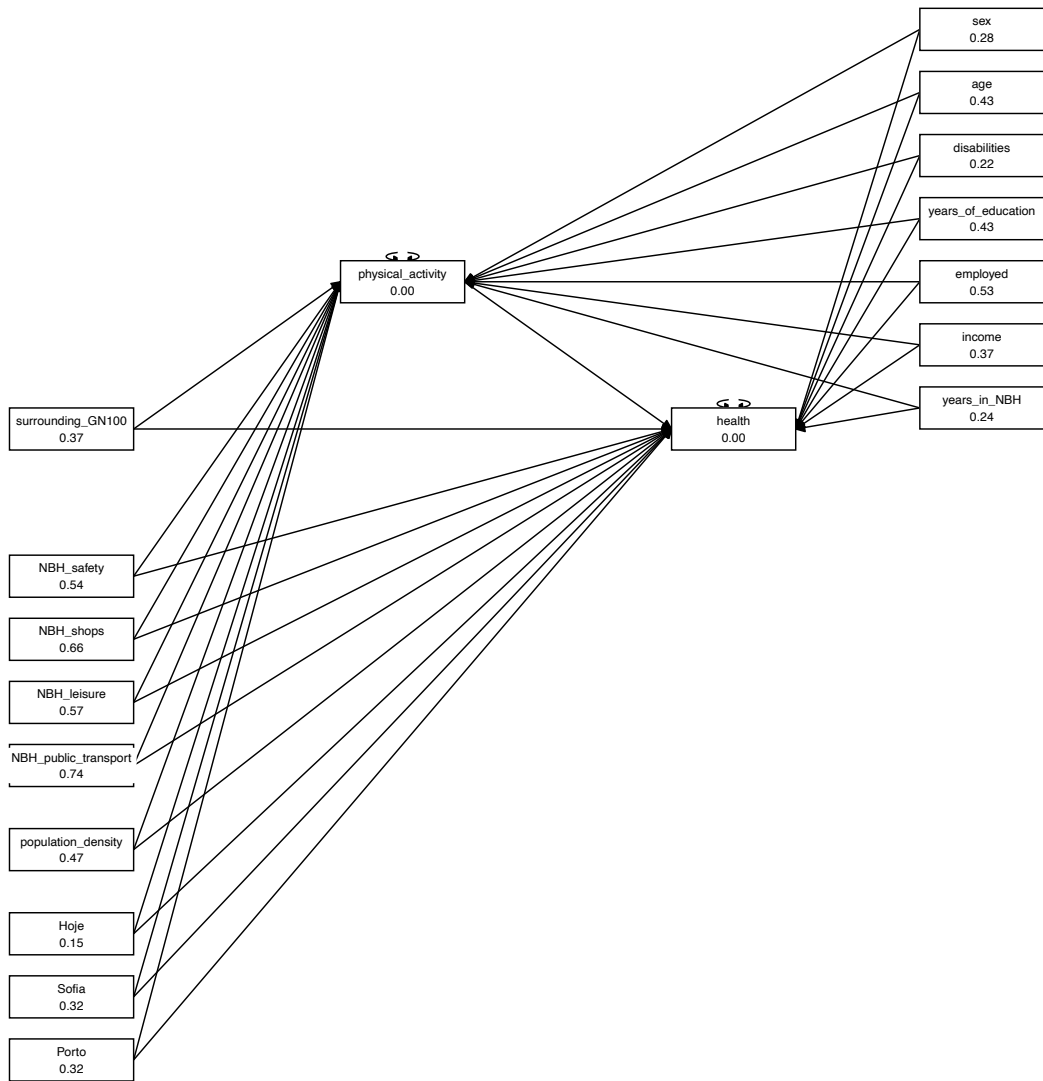 sex
0.28
age
0.43
disabilities
0.22
years_of_education
0.43
physical_activity
0.00
employed
0.53
income
0.37
years_in_NBH
0.24
surrounding_GN100
0.37
health
0.00
NBH_safety
0.54
NBH_shops
0.66
NBH_leisure
0.57
NBH_public_transport
0.74
population_density
0.47
Hoje
0.15
Sofia
0.32
Porto
0.32